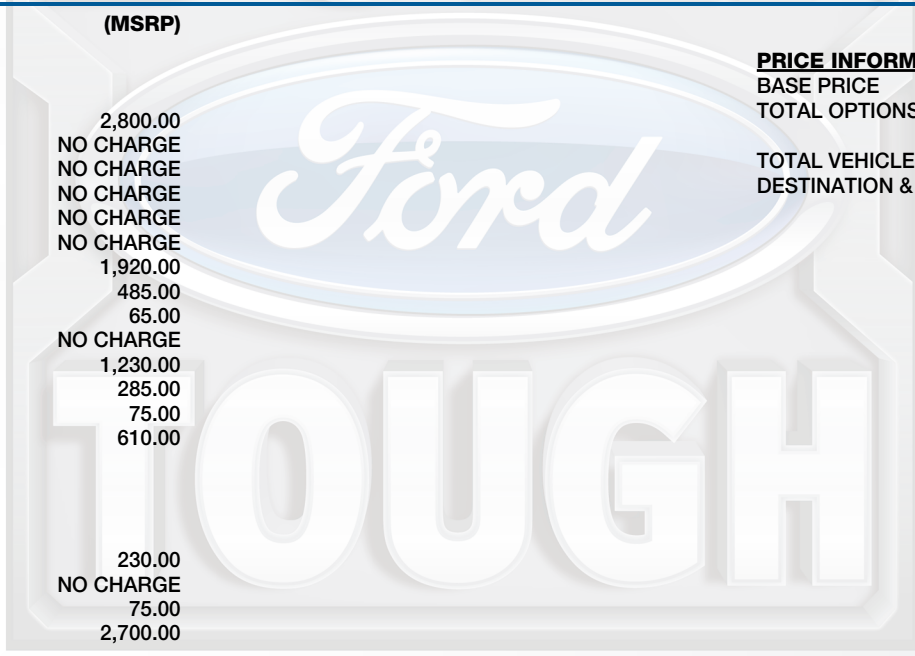 (MSRP)
2,800.00
NO CHARGE
NO CHARGE
NO CHARGE
NO CHARGE
NO CHARGE
1,920.00
485.00
65.00
NO CHARGE
1,230.00
285.00
75.00
610.00
230.00
NO CHARGE
75.00
2,700.00
PRICE INFORM
BASE PRICE
TOTAL OPTIONS
TOTAL VEHICLE
DESTINATION &
Ford
TOUGH